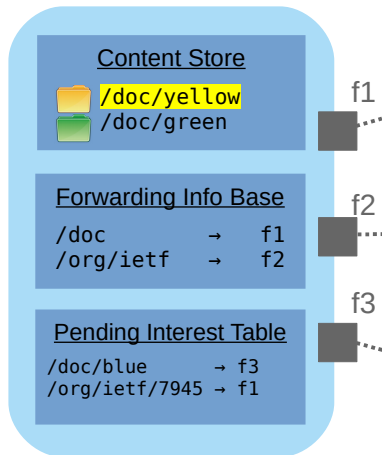 Content Store
/doc/yellow
/doc/green
f1
Forwarding Info Base
/doc → f1
/org/ietf → f2
f2
f3
Pending Interest Table
/doc/blue → f3
/org/ietf/7945 → f1